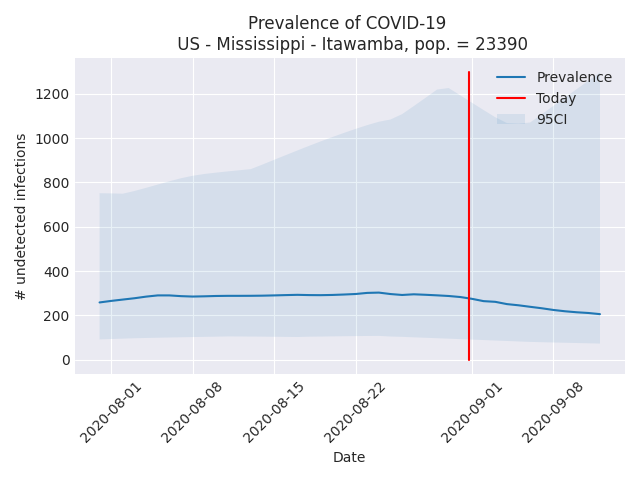 Prevalence of COVID-19
US - Mississippi - Itawamba, pop. = 23390
# undetected infections
1200
1000
800
600
400
200
0
Prevalence
Today
95CI
2020-08-01
2020-08-08
2020-08-15
2020-08-22
2020-09-01
2020-09-08
Date